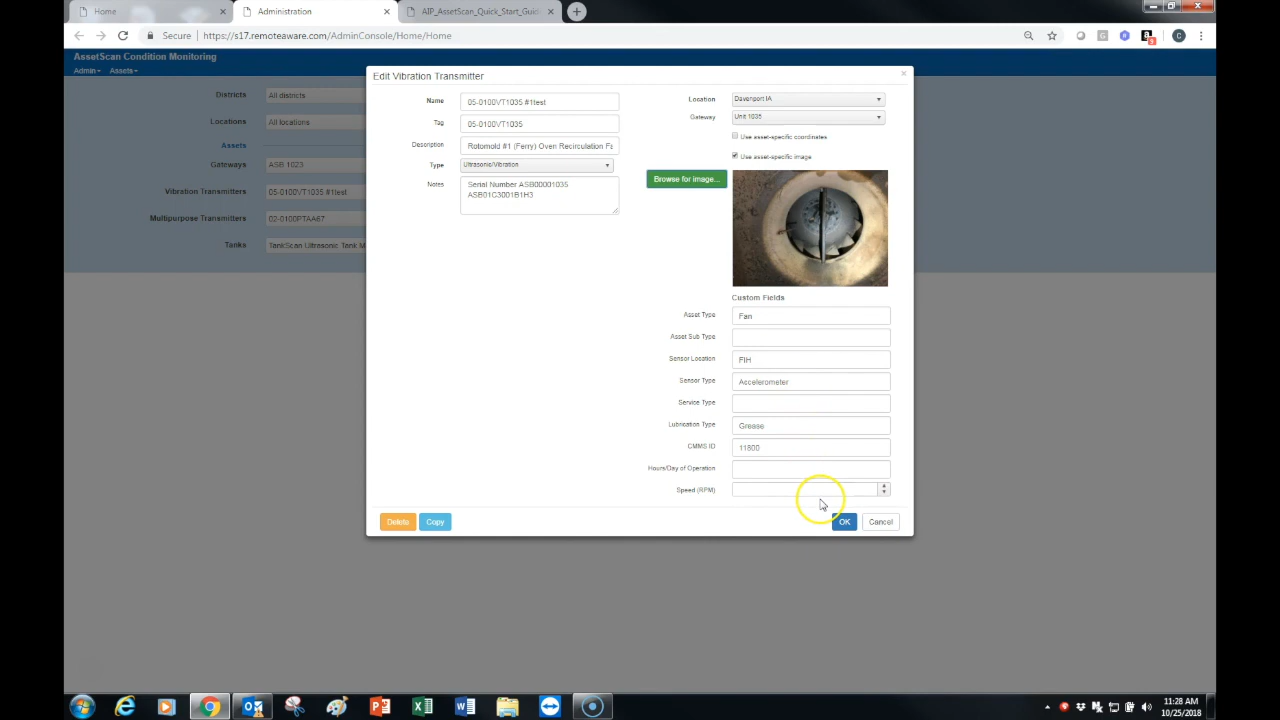 Home
Administration
AIP_AssetScan_Quick_Start_Guid
Secure
https://s17.remoteaware.com/AdminConsole/Home/Home
AssetScan Condition Monitoring
Admin
Assets
Districts
All districts
Locations
All locations
Assets
Gateways
ASB 1023
Vibration Transmitters
05-0100VT1035 #1test
Multipurpose Transmitters
02-0100PTAA67
Tanks
TankScan Ultrasonic Tank M
Edit Vibration Transmitter
Name
05-0100VT1035 #1test
Tag
05-0100VT1035
Description
Rotomold #1 (Ferry) Oven Recirculation Fa
Type
Ultrasonic/Vibration
Notes
Serial Number ASB00001035
ASB01C3001B1H3
Location
Davenport IA
Gateway
Unit 1035
Use asset-specific coordinates
Use asset-specific image
Browse for image...
Custom Fields
Asset Type
Fan
Asset Sub Type
Sensor Location
FIH
Sensor Type
Accelerometer
Service Type
Lubrication Type
Grease
CMMS ID
11800
Hours/Day of Operation
Speed (RPM)
Delete
Copy
OK
Cancel
11:28 AM
10/25/2018